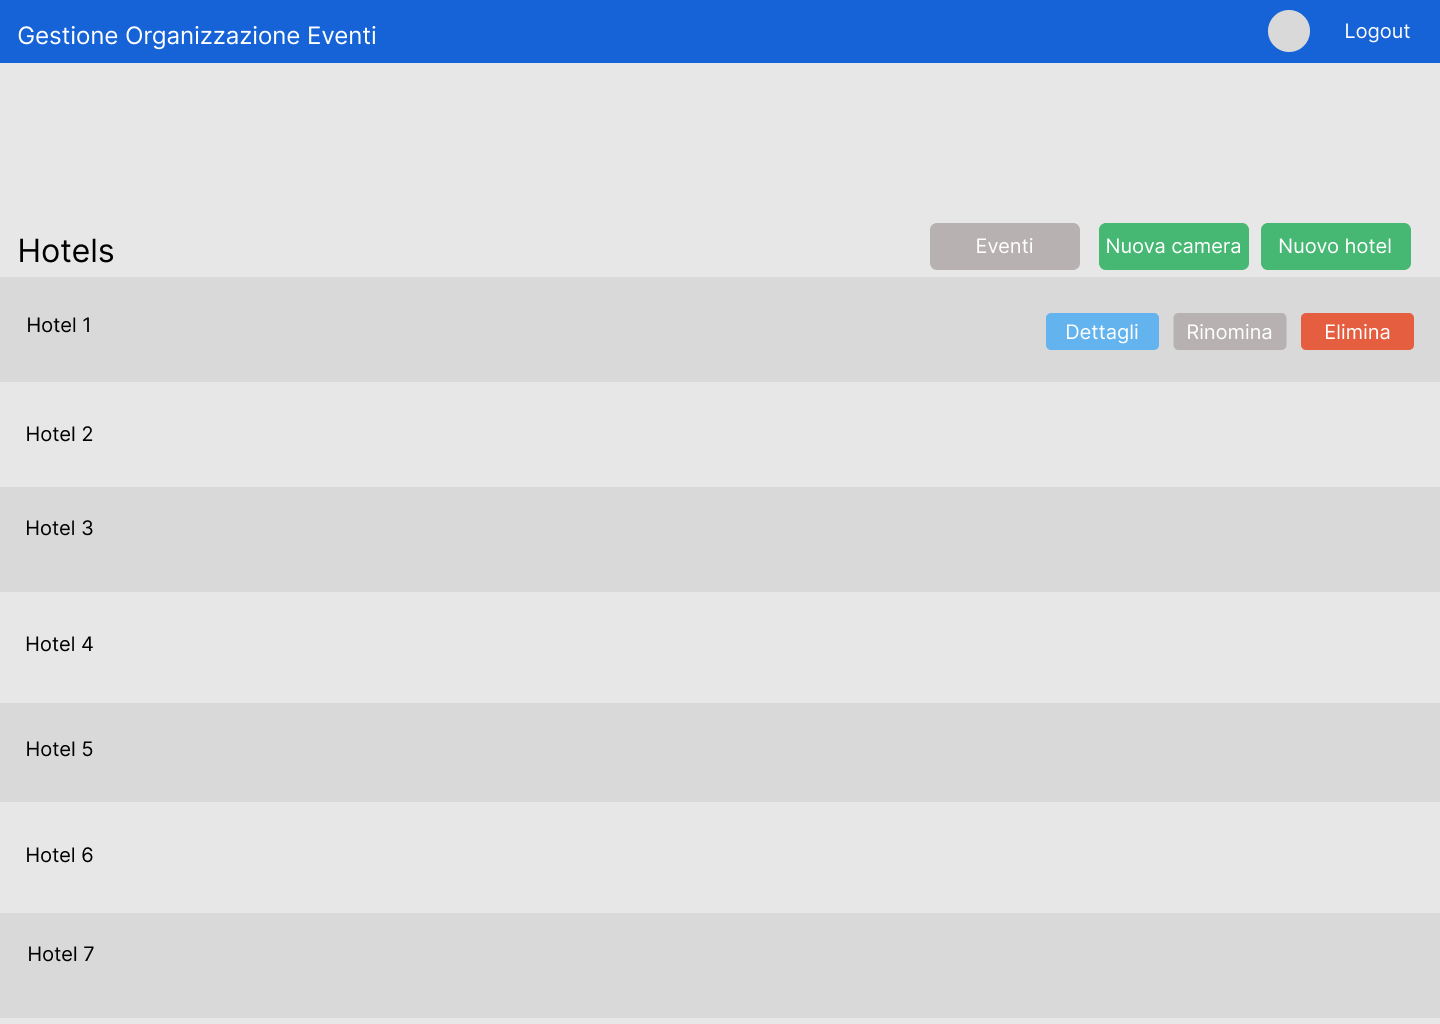 Gestione Organizzazione Eventi
Logout
Hotels
Eventi
Nuova camera
Nuovo hotel
Hotel 1
Dettagli
Rinomina
Elimina
Hotel 2
Hotel 3
Hotel 4
Hotel 5
Hotel 6
Hotel 7